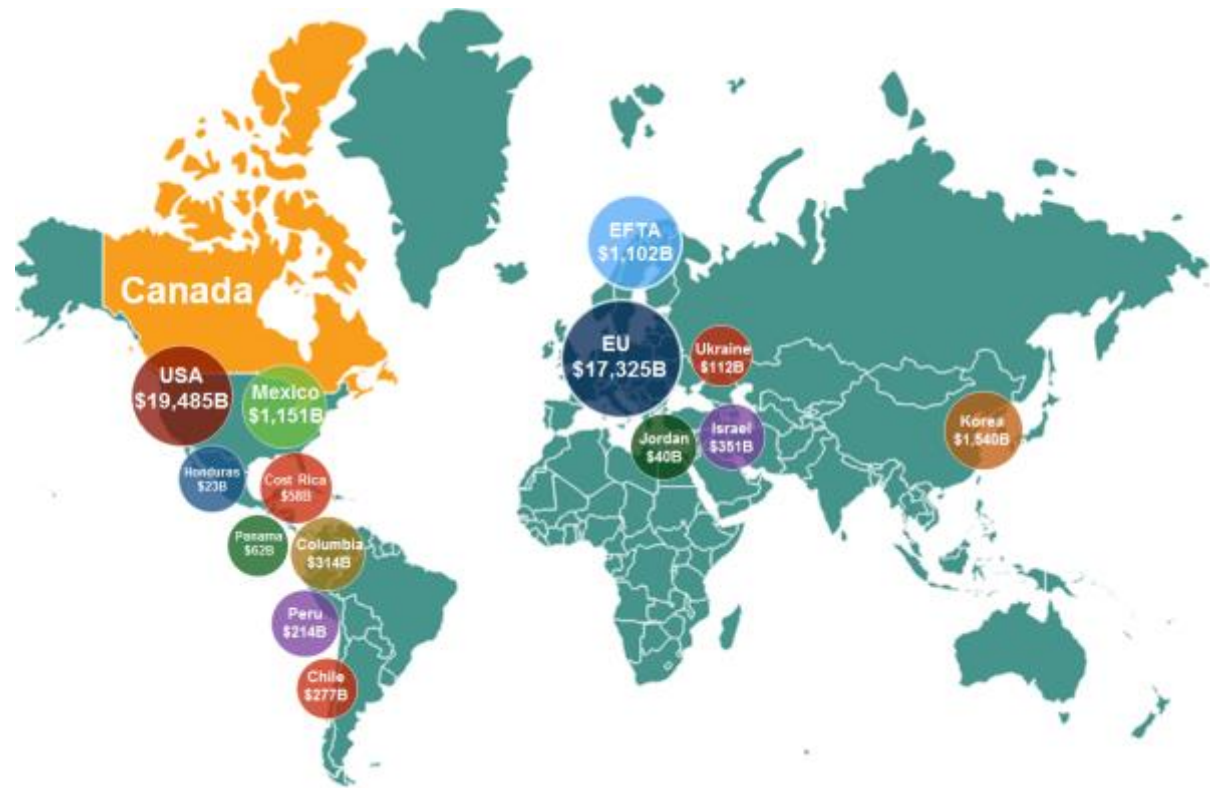 EFTA
$1,102B
Canada
EU
$17,325B
Ukraine
$112B
USA
$19,485B
Mexico
$1,151B
Korea
$1,540B
Jordan
$40B
Israel
$351B
Honduras
$23B
Cost Rica
$58B
Panama
$62B
Columbia
$314B
Peru
$214B
Chile
$277B